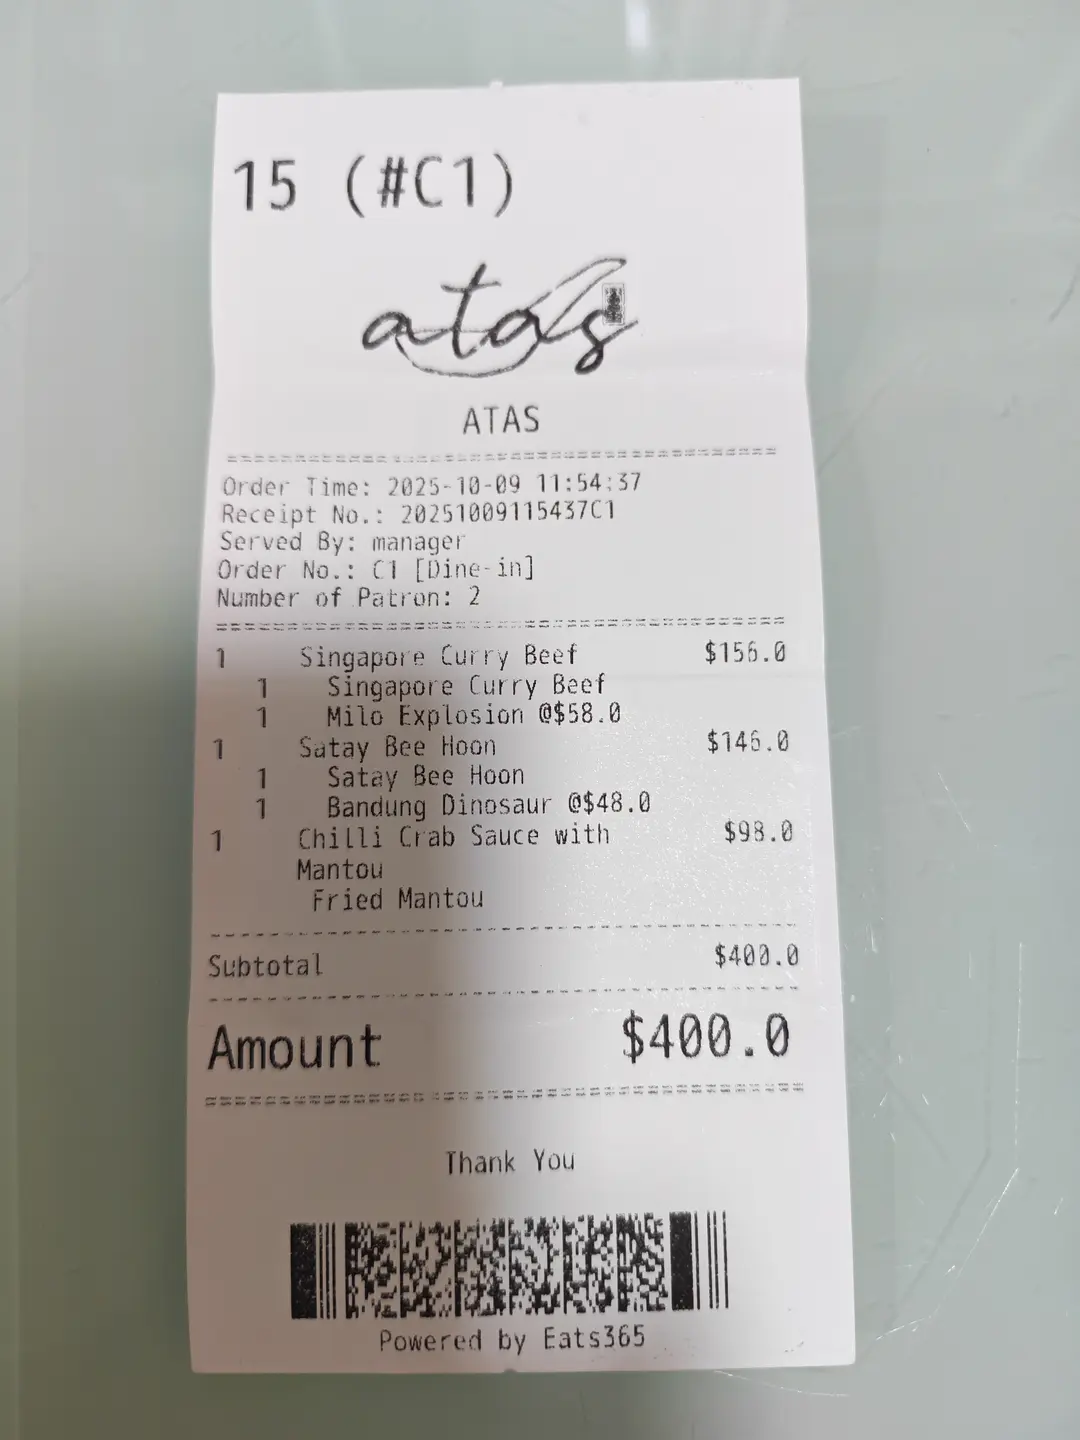 15 (#C1)
atas
ATAS
Order Time: 2025-10-09 11:54:37
Receipt No.: 20251009115437C1
Served By: manager
Order No.: C1 [Dine-in]
Number of Patron: 2
1 Singapore Curry Beef $156.0
1 Singapore Curry Beef
1 Milo Explosion @$58.0
1 Satay Bee Hoon $146.0
1 Satay Bee Hoon
1 Bandung Dinosaur @$48.0
1 Chilli Crab Sauce with $98.0
Mantou
Fried Mantou
Subtotal $400.0
Amount $400.0
Thank You
Powered by Eats365